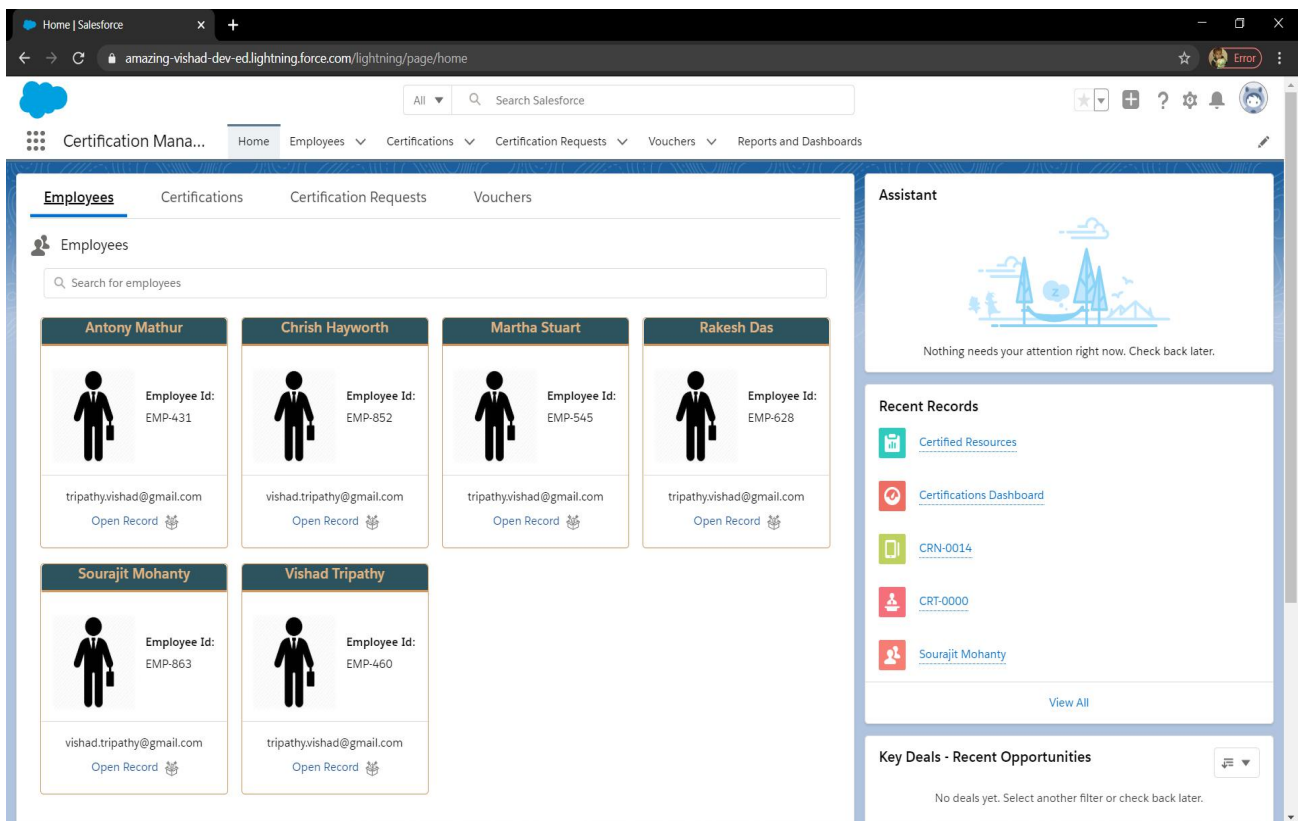 Home | Salesforce
amazing-vishad-dev-ed.lightning.force.com/lightning/page/home
Error
All
Search Salesforce
Certification Mana...
Home
Employees
Certifications
Certification Requests
Vouchers
Reports and Dashboards
Employees
Certifications
Certification Requests
Vouchers
Employees
Search for employees
Antony Mathur
Employee Id:
EMP-431
tripathy.vishad@gmail.com
Open Record
Chrish Hayworth
Employee Id:
EMP-852
vishad.tripathy@gmail.com
Open Record
Martha Stuart
Employee Id:
EMP-545
tripathy.vishad@gmail.com
Open Record
Rakesh Das
Employee Id:
EMP-628
tripathy.vishad@gmail.com
Open Record
Sourajit Mohanty
Employee Id:
EMP-863
vishad.tripathy@gmail.com
Open Record
Vishad Tripathy
Employee Id:
EMP-460
tripathy.vishad@gmail.com
Open Record
Assistant
z
Nothing needs your attention right now. Check back later.
Recent Records
Certified Resources
Certifications Dashboard
CRN-0014
CRT-0000
Sourajit Mohanty
View All
Key Deals - Recent Opportunities
No deals yet. Select another filter or check back later.